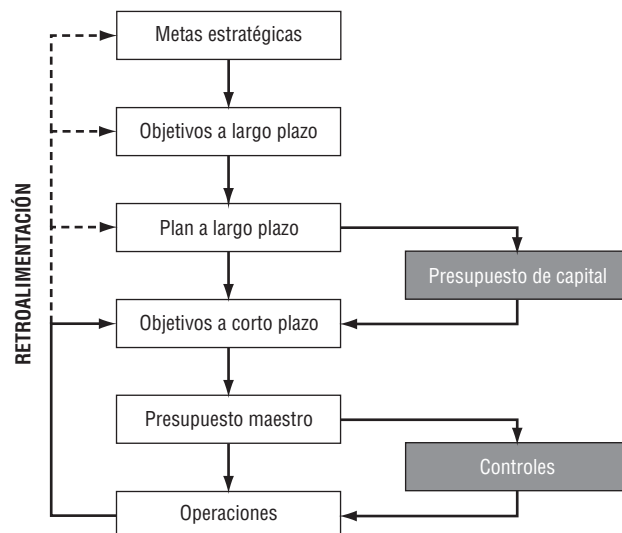 Metas estratégicas
Objetivos a largo plazo
RETROALIMENTACIÓN
Plan a largo plazo
Presupuesto de capital
Objetivos a corto plazo
Presupuesto maestro
Controles
Operaciones